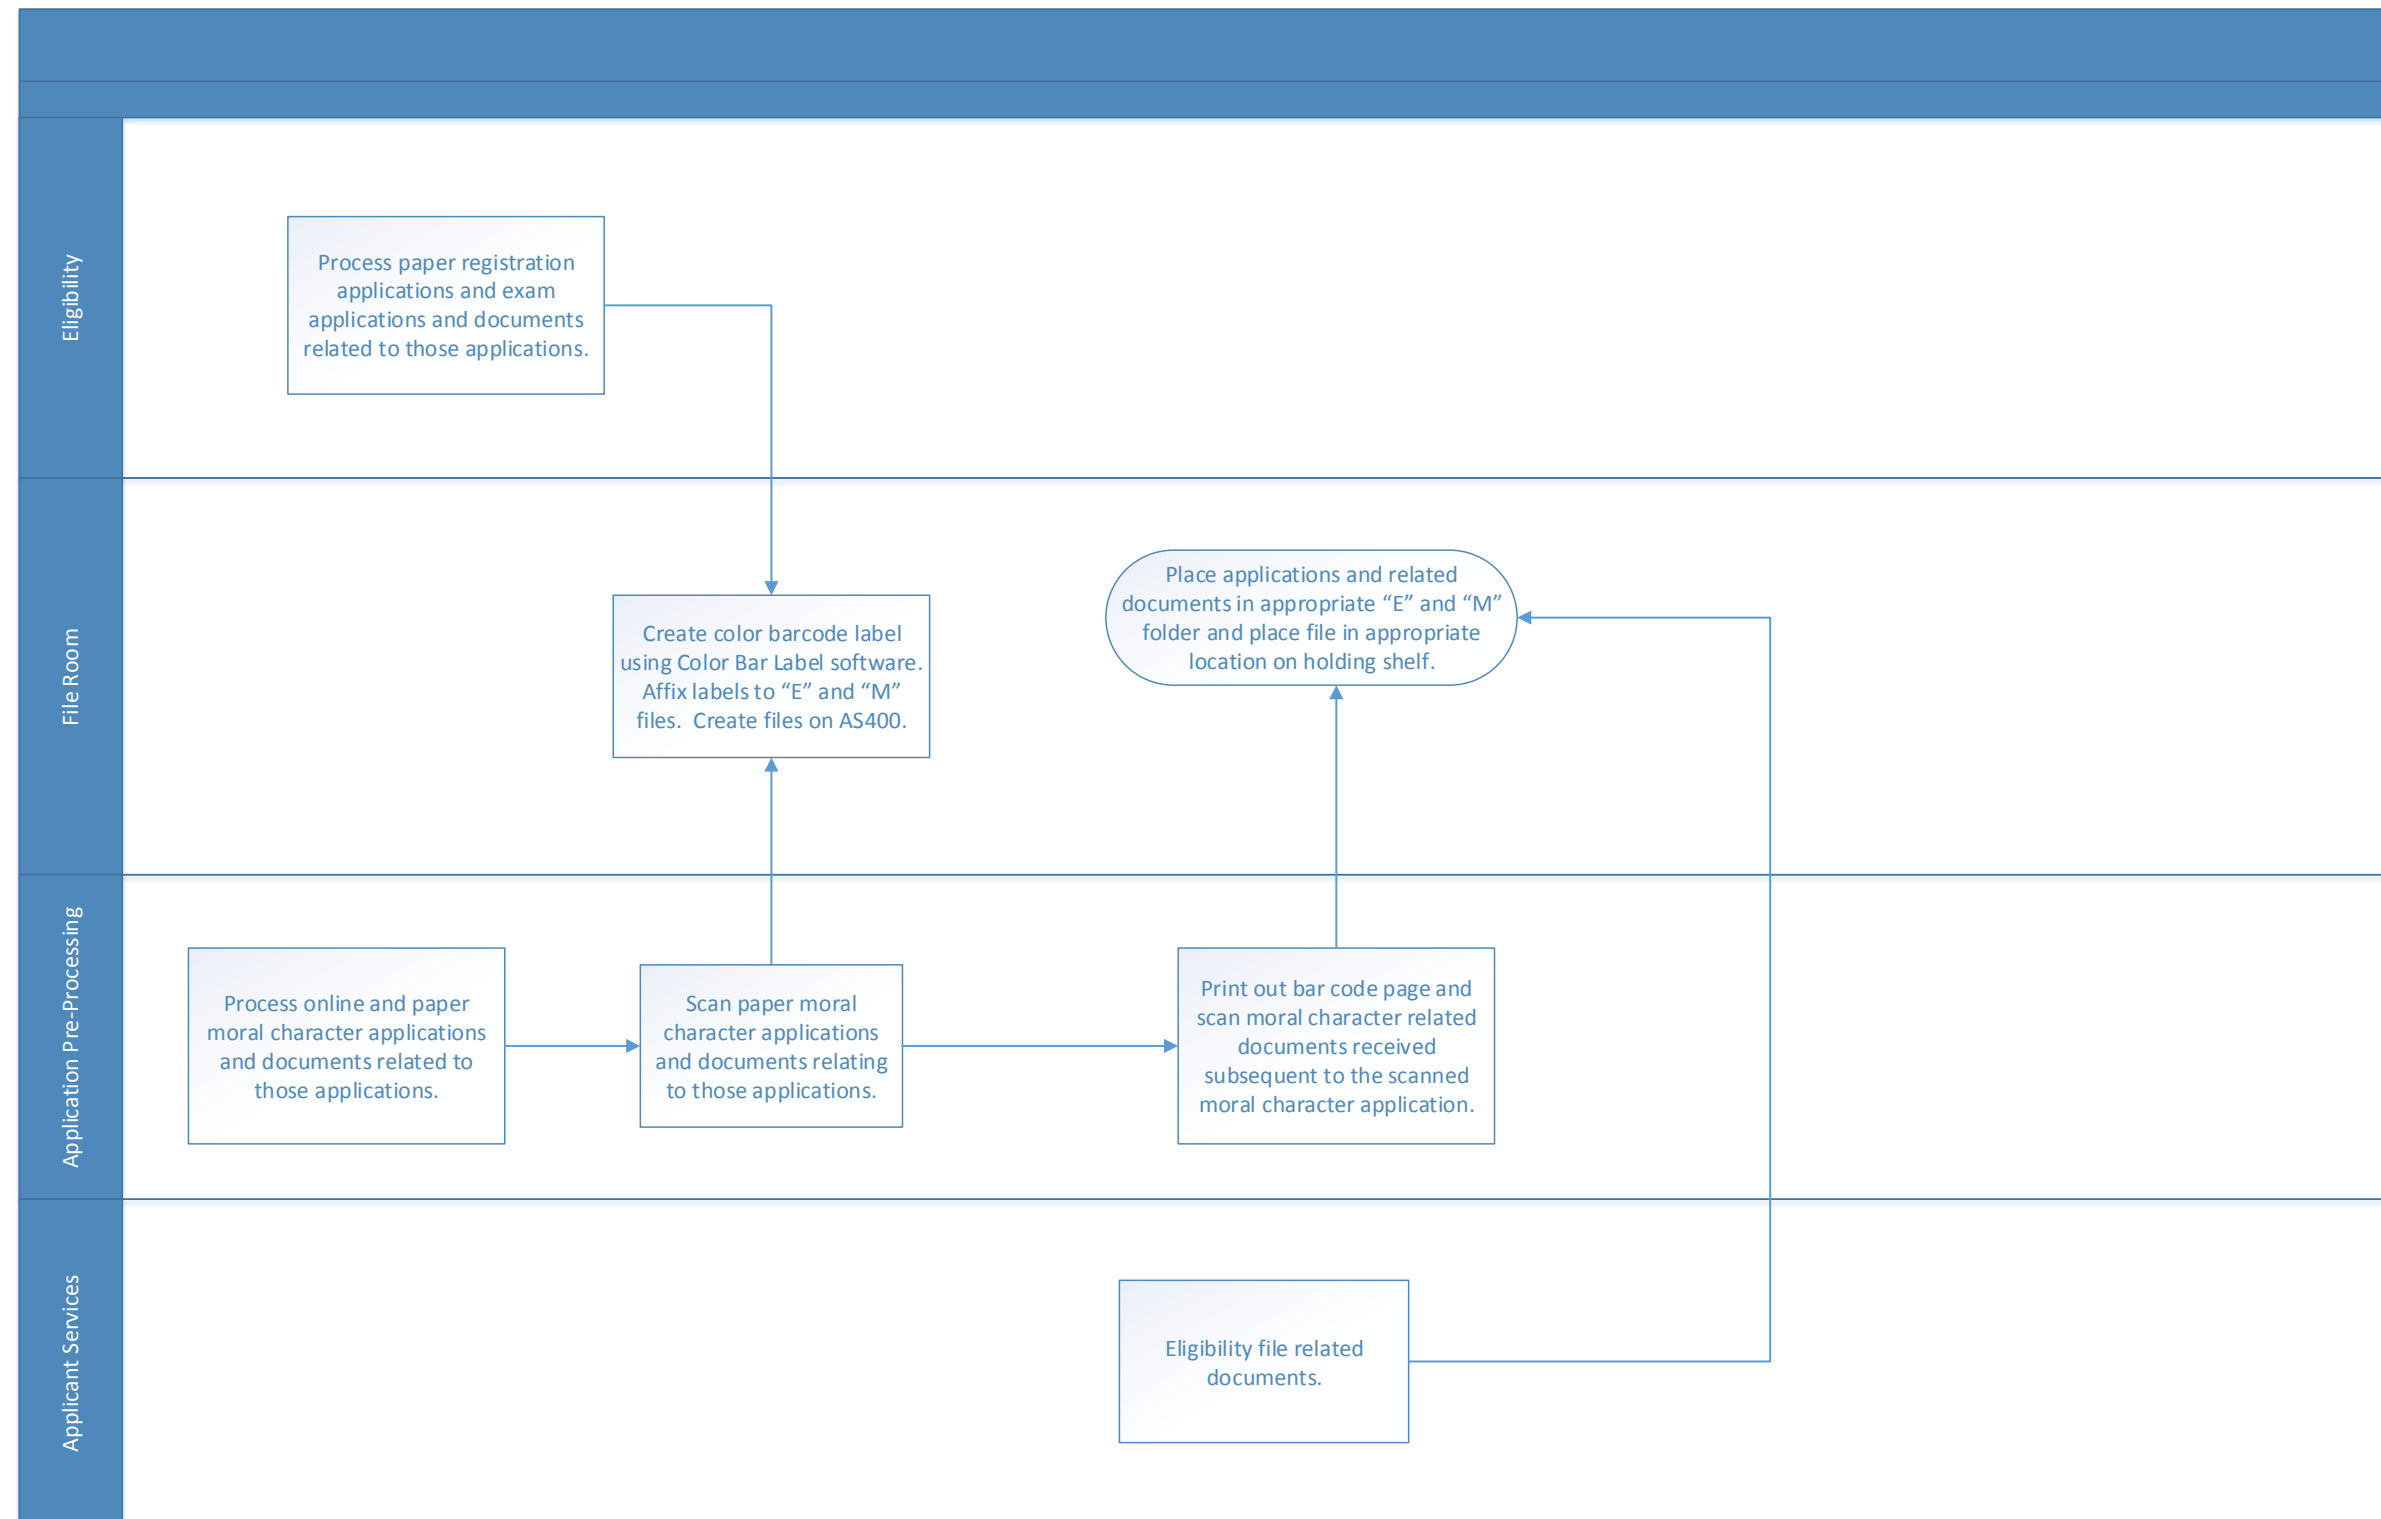 Eligibility
Process paper registration
applications and exam
applications and documents
related to those applications.
File Room
Create color barcode label
using Color Bar Label software.
Affix labels to “E” and “M”
files.  Create files on AS400.
Place applications and related
documents in appropriate “E” and “M”
folder and place file in appropriate
location on holding shelf.
Application Pre-Processing
Process online and paper
moral character applications
and documents related to
those applications.
Scan paper moral
character applications
and documents relating
to those applications.
Print out bar code page and
scan moral character related
documents received
subsequent to the scanned
moral character application.
Applicant Services
Eligibility file related
documents.